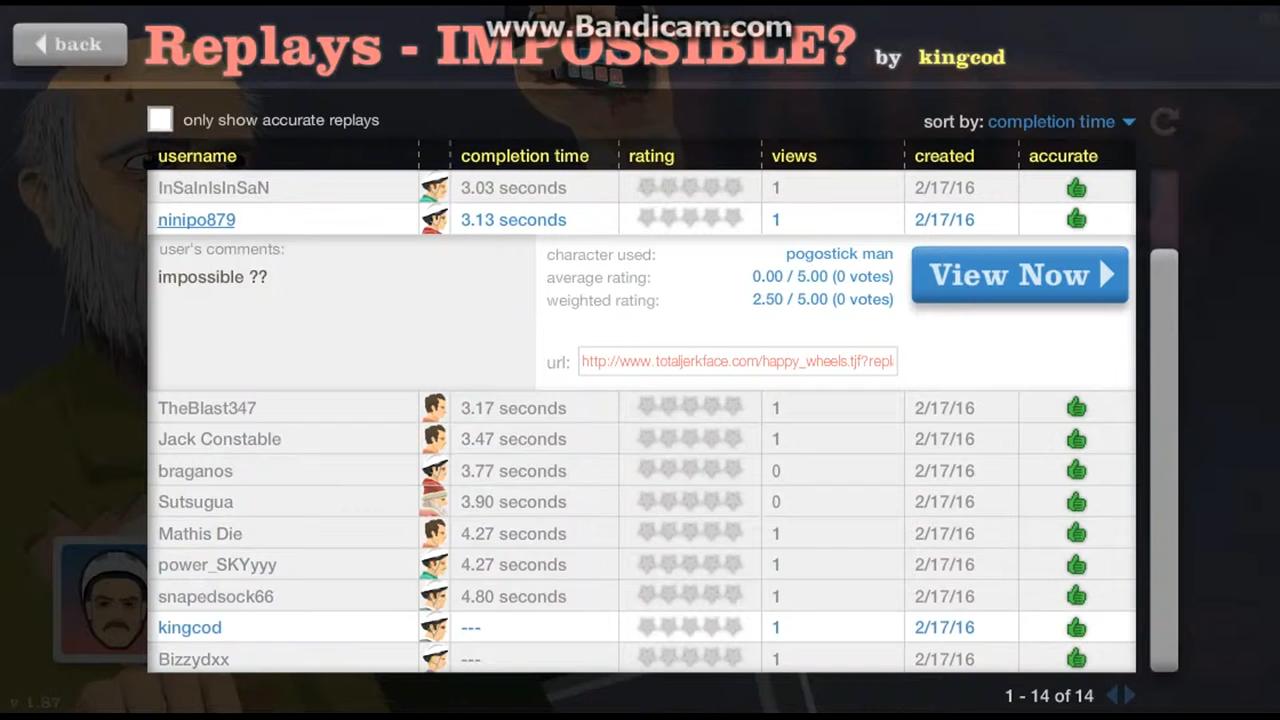 www.Bandicam.com
back
Replays - IMPOSSIBLE? by kingcod
only show accurate replays
sort by: completion time
username completion time rating views created accurate
InSaInIsInSaN 3.03 seconds 1 2/17/16
ninipo879 3.13 seconds 1 2/17/16
user's comments:
impossible ??
character used: pogostick man
average rating: 0.00 / 5.00 (0 votes)
weighted rating: 2.50 / 5.00 (0 votes)
View Now
url: http://www.totaljerkface.com/happy_wheels.tjf?repl
TheBlast347 3.17 seconds 1 2/17/16
Jack Constable 3.47 seconds 1 2/17/16
braganos 3.77 seconds 0 2/17/16
Sutsugua 3.90 seconds 0 2/17/16
Mathis Die 4.27 seconds 1 2/17/16
power_SKYyyy 4.27 seconds 1 2/17/16
snapedsock66 4.80 seconds 1 2/17/16
kingcod --- 1 2/17/16
Bizzydxx --- 1 2/17/16
1 - 14 of 14
v 1.87